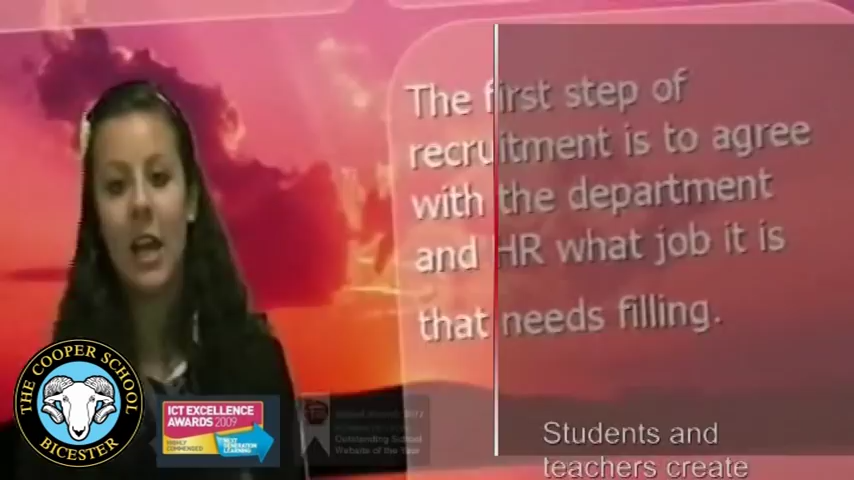 The first step of
recruitment is to agree
with the department
and HR what job it is
that needs filling.
THE COOPER SCHOOL
BICESTER
ICT EXCELLENCE
AWARDS 2009
HIGHLY
COMMENDED
NEXT
GENERATION
LEARNING
Outstanding School
Website of the Year
Students and
teachers create